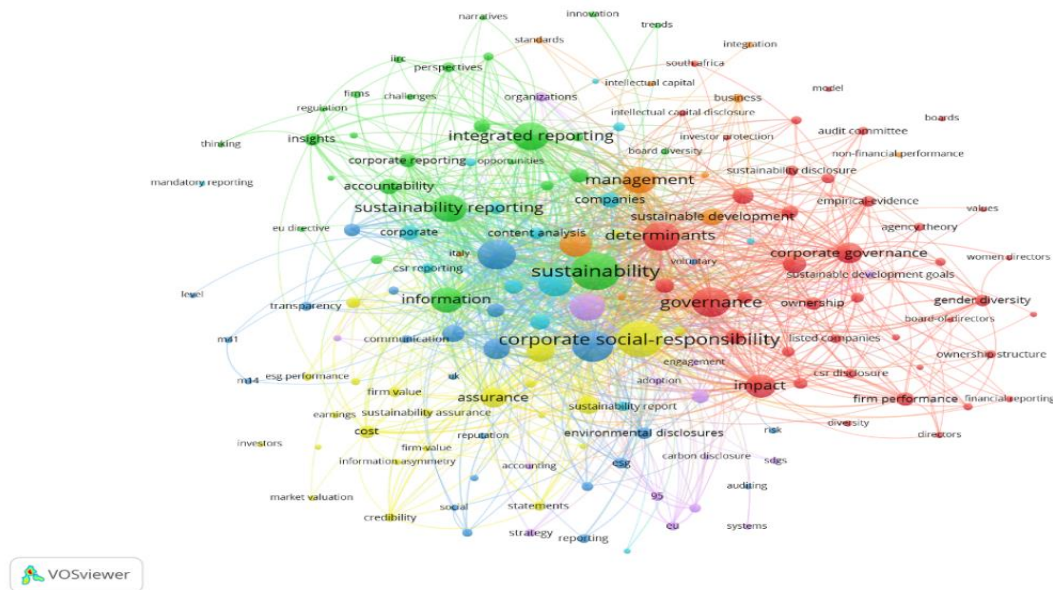 narratives
innovation
trends
standards
integration
iirc
perspectives
south africa
firms
challenges
organizations
intellectual capital
business
model
regulation
intellectual capital disclosure
boards
thinking
insights
integrated reporting
investor protection
audit committee
corporate reporting
opportunities
board diversity
non-financial performance
mandatory reporting
accountability
management
sustainability disclosure
companies
empirical-evidence
values
sustainability reporting
sustainable development
agency theory
eu directive
corporate
content analysis
determinants
italy
corporate governance
women directors
csr reporting
sustainability
voluntary
sustainable development goals
level
transparency
information
governance
ownership
gender diversity
board-of-directors
m41
communication
corporate social-responsibility
listed companies
ownership structure
engagement
m14
esg performance
uk
adoption
impact
csr disclosure
firm value
assurance
firm performance
financial reporting
earnings
sustainability assurance
sustainability report
diversity
directors
cost
reputation
environmental disclosures
risk
investors
firm-value
information asymmetry
accounting
esg
carbon disclosure
sdgs
market valuation
social
statements
95
auditing
credibility
strategy
reporting
eu
systems
VOSviewer